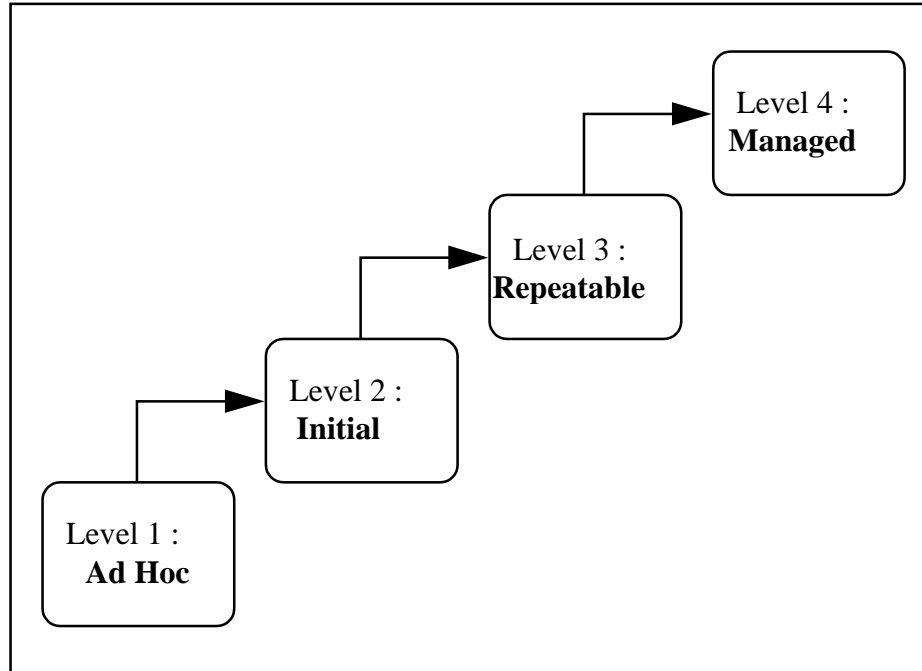 Level 4 :
Managed
Level 3 :
Repeatable
Level 2 :
Initial
Level 1 :
Ad Hoc